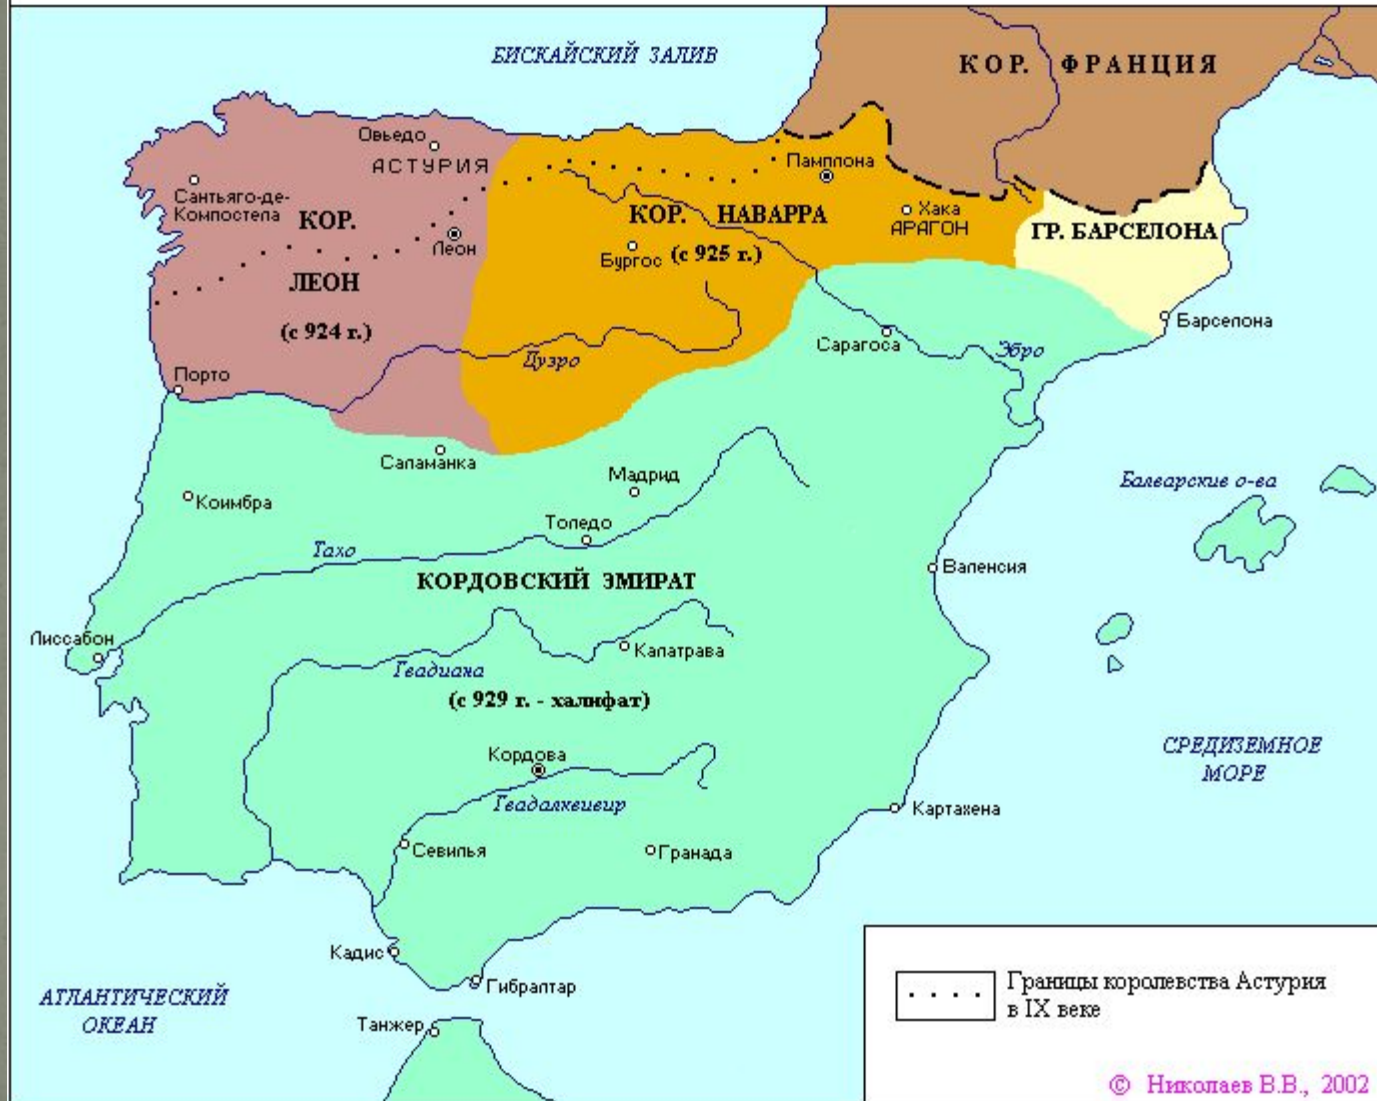 БИСКАЙСКИЙ ЗАЛИВ
КОР. ФРАНЦИЯ
Овьедо
АСТУРИЯ
Памплона
Сантьяго-де-
Компостела
КОР.
ЛЕОН
(с 924 г.)
Леон
КОР. НАВАРРА
(с 925 г.)
Бургос
Хака
АРАГОН
ГР. БАРСЕЛОНА
Барселона
Сарагоса
Эбро
Дуэро
Порто
Саламанка
Коимбра
Мадрид
Толедо
Тахо
Балеарские о-ва
КОРДОВСКИЙ ЭМИРАТ
Валенсия
Лиссабон
Калатрава
Гвадиана
(с 929 г. - халифат)
Кордова
Гвадалквивир
СРЕДИЗЕМНОЕ
МОРЕ
Картахена
Севилья
Гранада
Кадис
Гибралтар
АТЛАНТИЧЕСКИЙ
ОКЕАН
Танжер
Границы королевства Астурия
в IX веке
© Николаев В.В., 2002